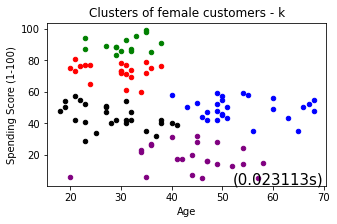 Clusters of female customers - k
Spending Score (1-100)
100
80
60
40
20
(0.023113s)
20
30
40
50
60
70
Age